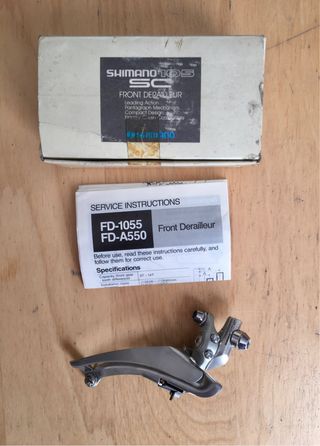 SHIMANO 105
SC
FRONT DERAILLEUR
Leading Action
Pantograph Mechanism
Compact Design
SERVICE INSTRUCTIONS
FD-1055
FD-A550
Front Derailleur
Before use, read these instructions carefully, and
follow them for correct use.
Specifications